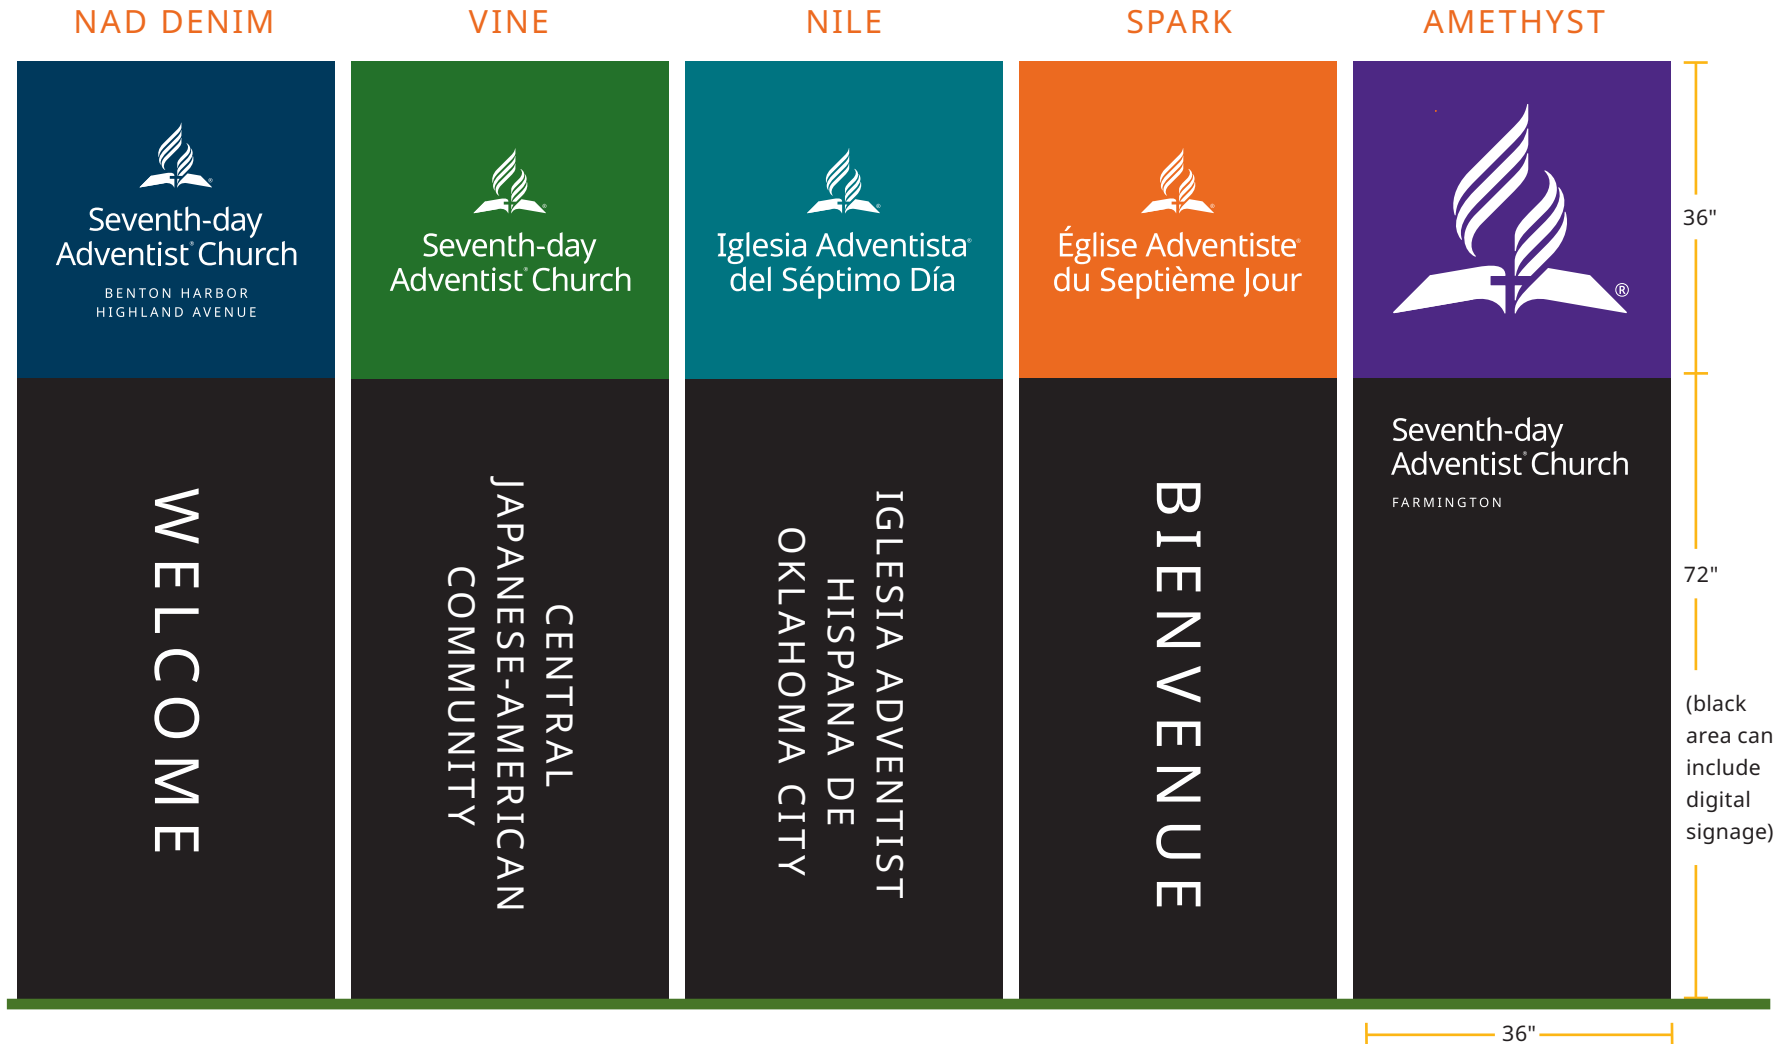 NAD DENIM
VINE
NILE
SPARK
AMETHYST
Seventh-day
Adventist® Church
BENTON HARBOR
HIGHLAND AVENUE
WELCOME
Seventh-day
Adventist® Church
CENTRAL
JAPANESE-AMERICAN
COMMUNITY
Iglesia Adventista®
del Séptimo Día
IGLESIA ADVENTIST
HISPANA DE
OKLAHOMA CITY
Église Adventiste®
du Septième Jour
BIENVENUE
®
Seventh-day
Adventist® Church
FARMINGTON
36"
72"
(black
area can
include
digital
signage)
36"